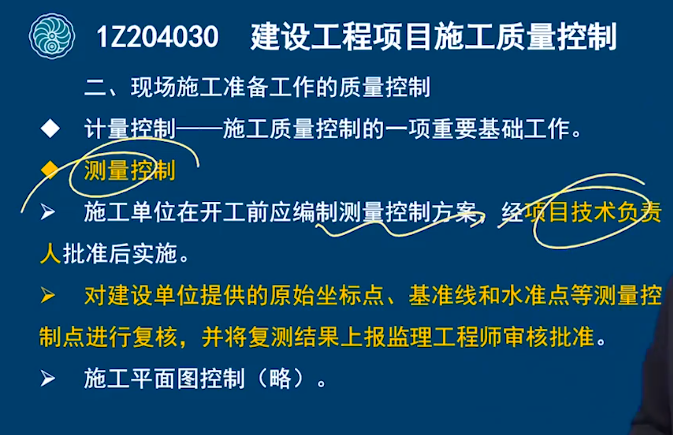 1Z204030 建设工程项目施工质量控制
二、现场施工准备工作的质量控制
计量控制——施工质量控制的一项重要基础工作。
测量控制
施工单位在开工前应编制测量控制方案，经项目技术负责
人批准后实施。
对建设单位提供的原始坐标点、基准线和水准点等测量控
制点进行复核，并将复测结果上报监理工程师审核批准。
施工平面图控制（略）。